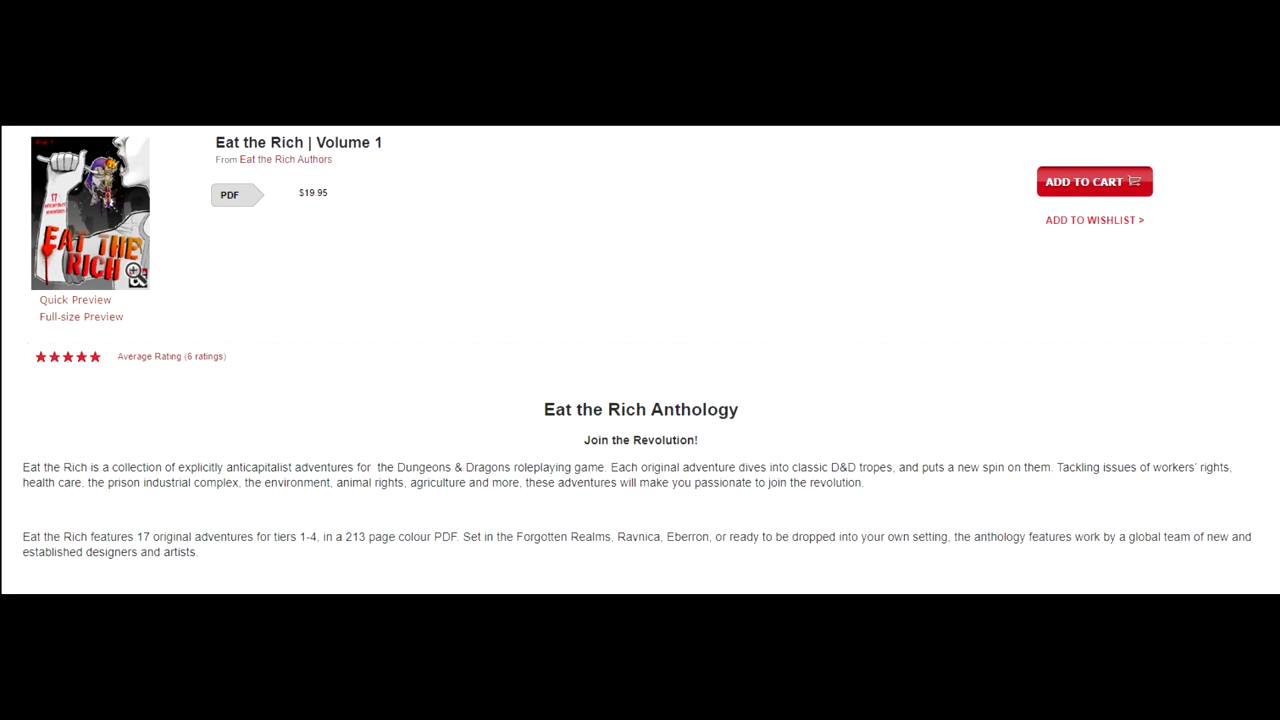 Eat the Rich | Volume 1
From Eat the Rich Authors
PDF
$19.95
ADD TO CART
ADD TO WISHLIST >
17
EAT THE
RICH
Quick Preview
Full-size Preview
Average Rating (6 ratings)
Eat the Rich Anthology
Join the Revolution!
Eat the Rich is a collection of explicitly anticapitalist adventures for the Dungeons & Dragons roleplaying game. Each original adventure dives into classic D&D tropes, and puts a new spin on them. Tackling issues of workers' rights,
health care, the prison industrial complex, the environment, animal rights, agriculture and more, these adventures will make you passionate to join the revolution.
Eat the Rich features 17 original adventures for tiers 1-4, in a 213 page colour PDF. Set in the Forgotten Realms, Ravnica, Eberron, or ready to be dropped into your own setting, the anthology features work by a global team of new and
established designers and artists.